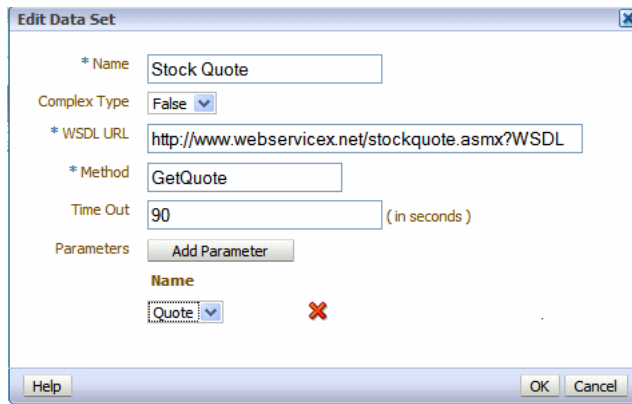 Edit Data Set
* Name Stock Quote
Complex Type False
* WSDL URL http://www.webservicex.net/stockquote.asmx?WSDL
* Method GetQuote
Time Out 90 ( in seconds )
Parameters Add Parameter
Name
Quote
Help OK Cancel